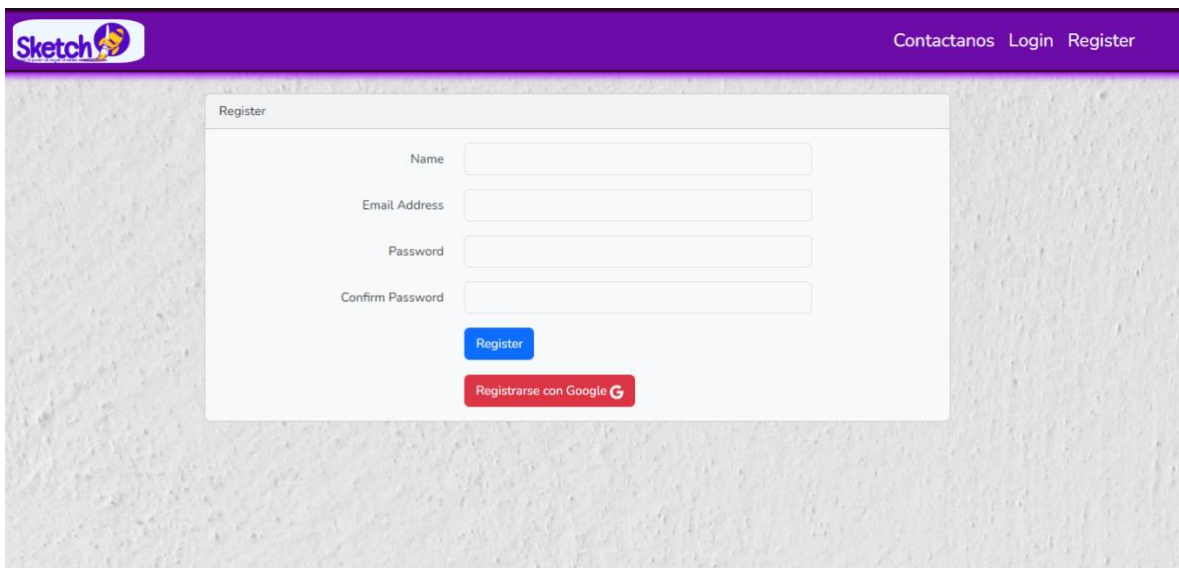 Sketch
Contactanos Login Register
Register
Name
Email Address
Password
Confirm Password
Register
Registrarse con Google G